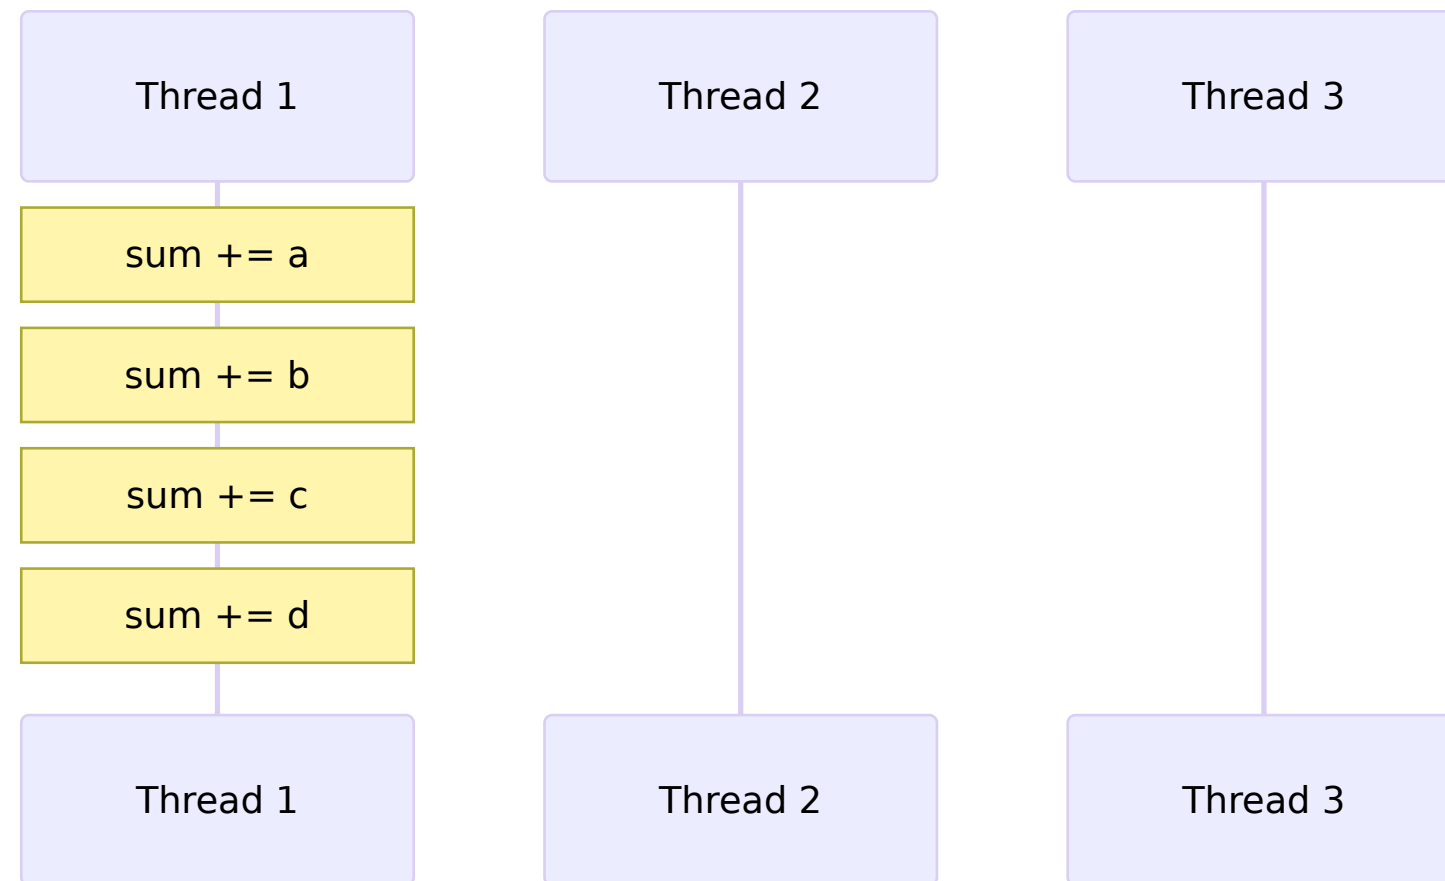 Thread 1
Thread 2
Thread 3
sum += a
sum += b
sum += c
sum += d
Thread 1
Thread 2
Thread 3